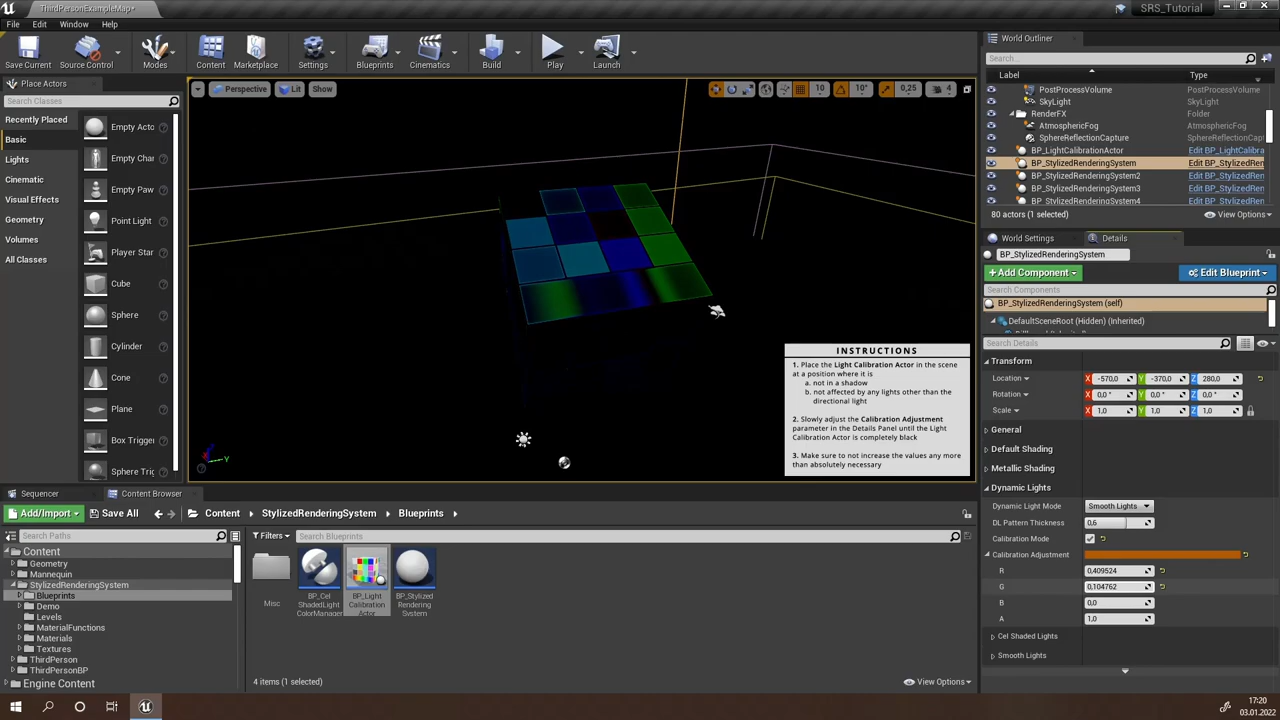 ThirdPersonExampleMap*
SRS_Tutorial
File Edit Window Help
Save Current
Source Control
Modes
Content
Marketplace
Settings
Blueprints
Cinematics
Build
Play
Launch
Place Actors
Search Classes
Recently Placed
Basic
Lights
Cinematic
Visual Effects
Geometry
Volumes
All Classes
Empty Acto
Empty Char
Empty Paw
Point Light
Player Star
Cube
Sphere
Cylinder
Cone
Plane
Box Trigger
Sphere Trig
Perspective Lit Show
10 10° 0,25 4
INSTRUCTIONS
1. Place the Light Calibration Actor in the scene
at a position where it is
a. not in a shadow
b. not affected by any lights other than the
directional light
2. Slowly adjust the Calibration Adjustment
parameter in the Details Panel until the Light
Calibration Actor is completely black
3. Make sure to not increase the values any more
than absolutely necessary
X Y
World Outliner
Search...
Label Type
PostProcessVolume PostProcessVolume
SkyLight SkyLight
RenderFX Folder
AtmosphericFog AtmosphericFog
SphereReflectionCapture SphereReflectionC
BP_LightCalibrationActor Edit BP_LightCalibra
BP_StylizedRenderingSystem Edit BP_StylizedRen
BP_StylizedRenderingSystem2 Edit BP_StylizedRen
BP_StylizedRenderingSystem3 Edit BP_StylizedRen
BP_StylizedRenderingSystem4 Edit BP_StylizedRen
80 actors (1 selected) View Options
World Settings Details
BP_StylizedRenderingSystem
Add Component Edit Blueprint
Search Components
BP_StylizedRenderingSystem (self)
DefaultSceneRoot (Hidden) (Inherited)
Search Details
Transform
Location X -570,0 Y -370,0 Z 280,0
Rotation X 0,0° Y 0,0° Z 0,0°
Scale X 1,0 Y 1,0 Z 1,0
General
Default Shading
Metallic Shading
Dynamic Lights
Dynamic Light Mode Smooth Lights
DL Pattern Thickness 0,6
Calibration Mode
Calibration Adjustment
R 0,409524
G 0,104762
B 0,0
A 1,0
Cel Shaded Lights
Smooth Lights
Sequencer Content Browser
Add/Import Save All Content StylizedRenderingSystem Blueprints
Search Paths
Filters Search Blueprints
Content
Geometry
Mannequin
StylizedRenderingSystem
Blueprints
Demo
Levels
MaterialFunctions
Materials
Textures
ThirdPerson
ThirdPersonBP
Engine Content
Misc
BP_Cel
ShadedLight
ColorManager
BP_Light
Calibration
Actor
BP_Stylized
Rendering
System
4 items (1 selected) View Options
17:20
03.01.2022